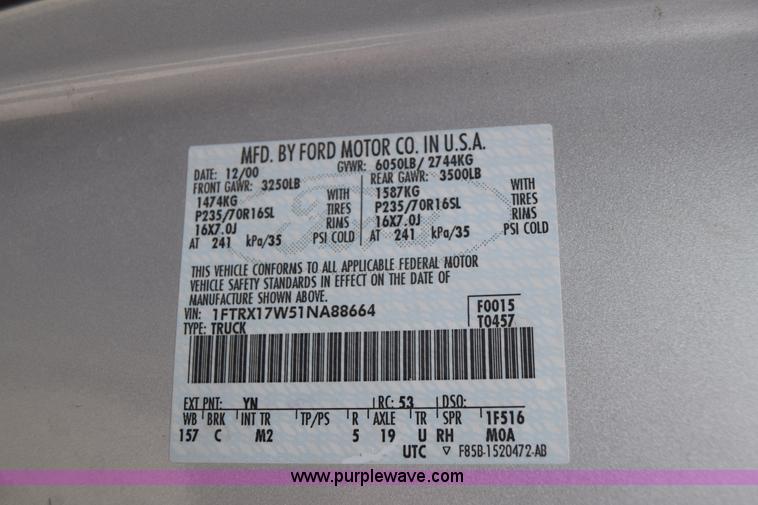 MFD. BY FORD MOTOR CO. IN U.S.A.
DATE: 12/00 GVWR: 6050LB/ 2744KG
FRONT GAWR: 3250LB REAR GAWR: 3500LB
1474KG WITH 1587KG WITH
P235/70R16SL TIRES P235/70R16SL TIRES
16X7.0J RIMS 16X7.0J RIMS
AT 241 kPa/35 PSI COLD AT 241 kPa/35 PSI COLD
THIS VEHICLE CONFORMS TO ALL APPLICABLE FEDERAL MOTOR
VEHICLE SAFETY STANDARDS IN EFFECT ON THE DATE OF
MANUFACTURE SHOWN ABOVE.
VIN: 1FTRX17W51NA88664 F0015
TYPE: TRUCK T0457
EXT PNT: YN RC: 53 DSO:
WB BRK INT TR TP/PS R AXLE TR SPR 1F516
157 C M2 5 19 U RH M0A
UTC ▽ F85B-1520472-AB
www.purplewave.com